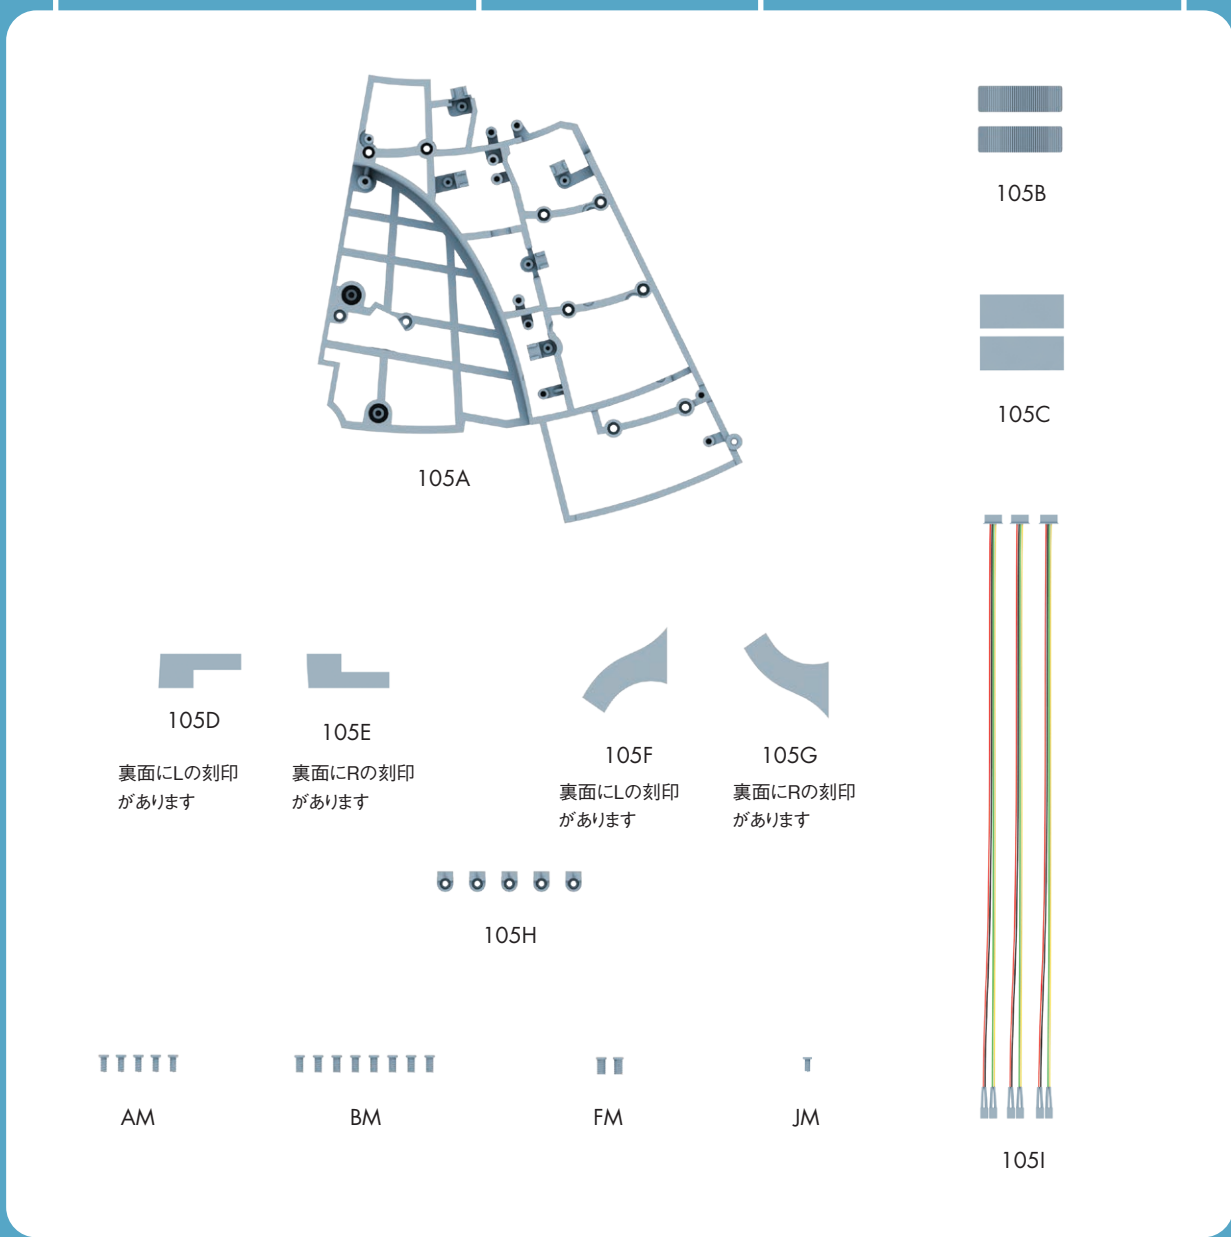 105B
105C
105A
105D
105E
105F
105G
裏面にLの刻印
があります
裏面にRの刻印
があります
裏面にLの刻印
があります
裏面にRの刻印
があります
105H
AM
BM
FM
JM
105I